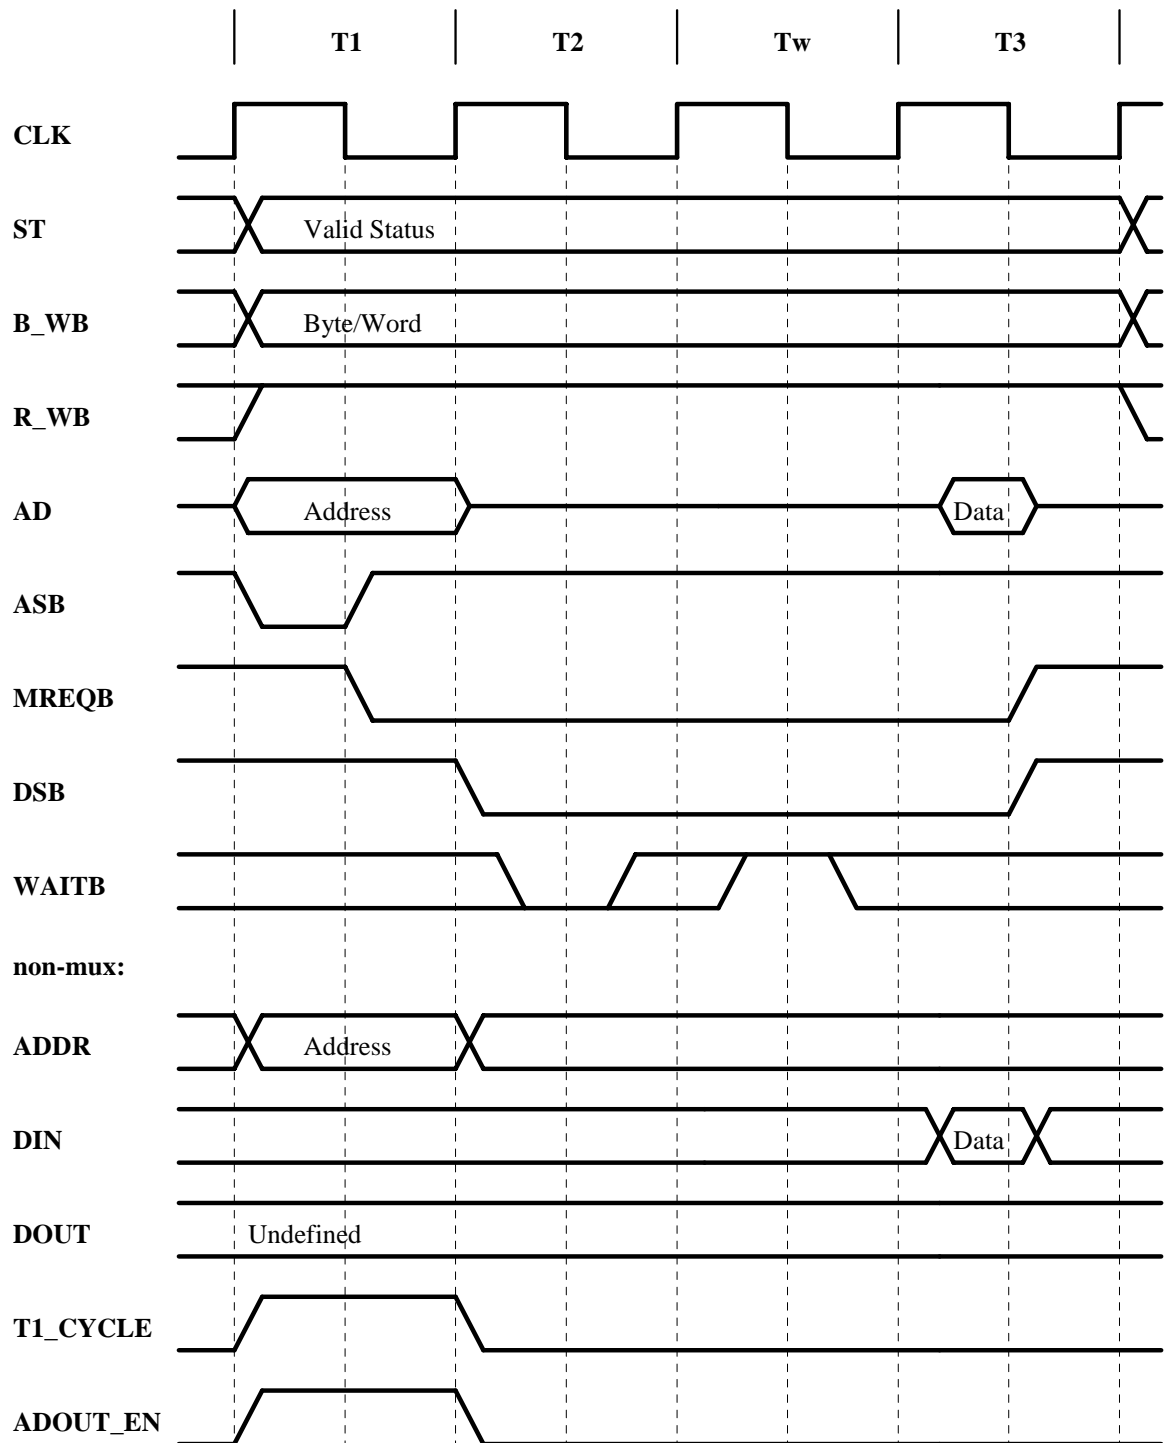 T1 T2 Tw T3
CLK
ST Valid Status
B_WB Byte/Word
R_WB
AD Address Data
ASB
MREQB
DSB
WAITB
non-mux:
ADDR Address
DIN Data
DOUT Undefined
T1_CYCLE
ADOUT_EN